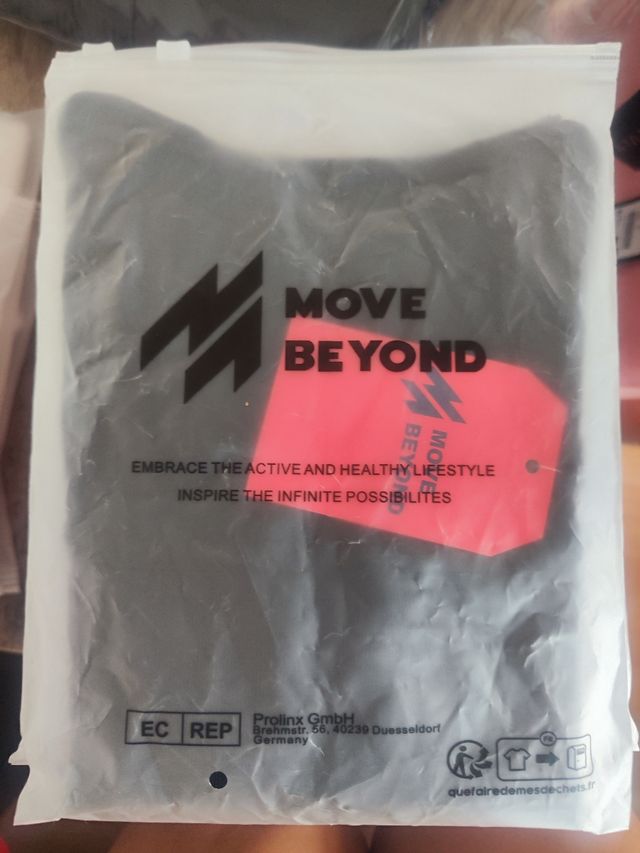 MOVE
BEYOND
MOVE
BEYOND
EMBRACE THE ACTIVE AND HEALTHY LIFESTYLE
INSPIRE THE INFINITE POSSIBILITES
EC REP
Prolinx GmbH
Brehmstr. 56, 40239 Duesseldorf
Germany
FR
quefairedemesdechets.fr